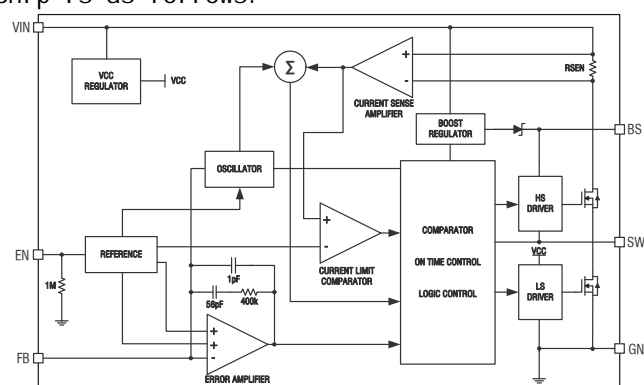 VIN
VCC
REGULATOR
VCC
Σ
+
-
CURRENT SENSE
AMPLIFIER
RSEN
BOOST
REGULATOR
BS
OSCILLATOR
HS
DRIVER
COMPARATOR
ON TIME CONTROL
LOGIC CONTROL
+
-
CURRENT LIMIT
COMPARATOR
SW
VCC
LS
DRIVER
EN
REFERENCE
1M
1pF
56pF
400k
+
+
-
ERROR AMPLIFIER
FB